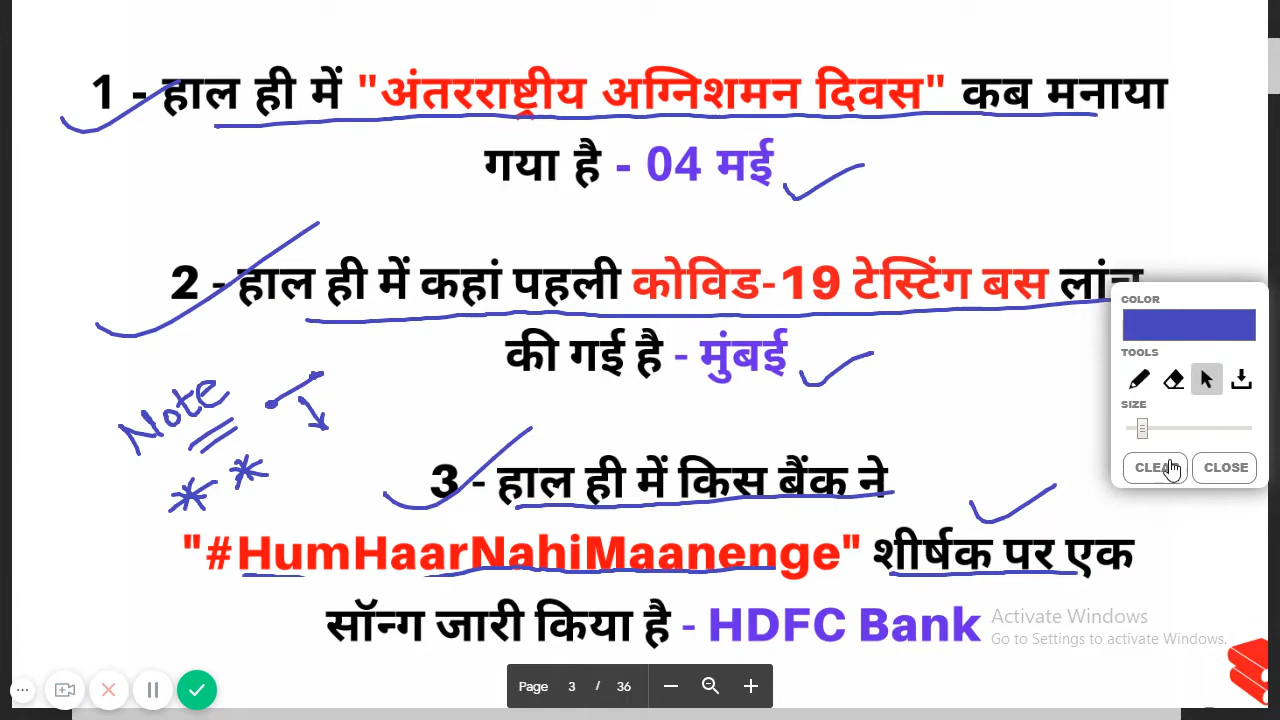 1 - हाल ही में "अंतरराष्ट्रीय अग्निशमन दिवस" कब मनाया
गया है - 04 मई
2 - हाल ही में कहां पहली कोविड-19 टेस्टिंग बस लांच
की गई है - मुंबई
Note
3 - हाल ही में किस बैंक ने
"#HumHaarNahiMaanenge" शीर्षक पर एक
सॉन्ग जारी किया है - HDFC Bank
COLOR
TOOLS
SIZE
CLEAR CLOSE
Activate Windows
Go to Settings to activate Windows.
Page 3 / 36